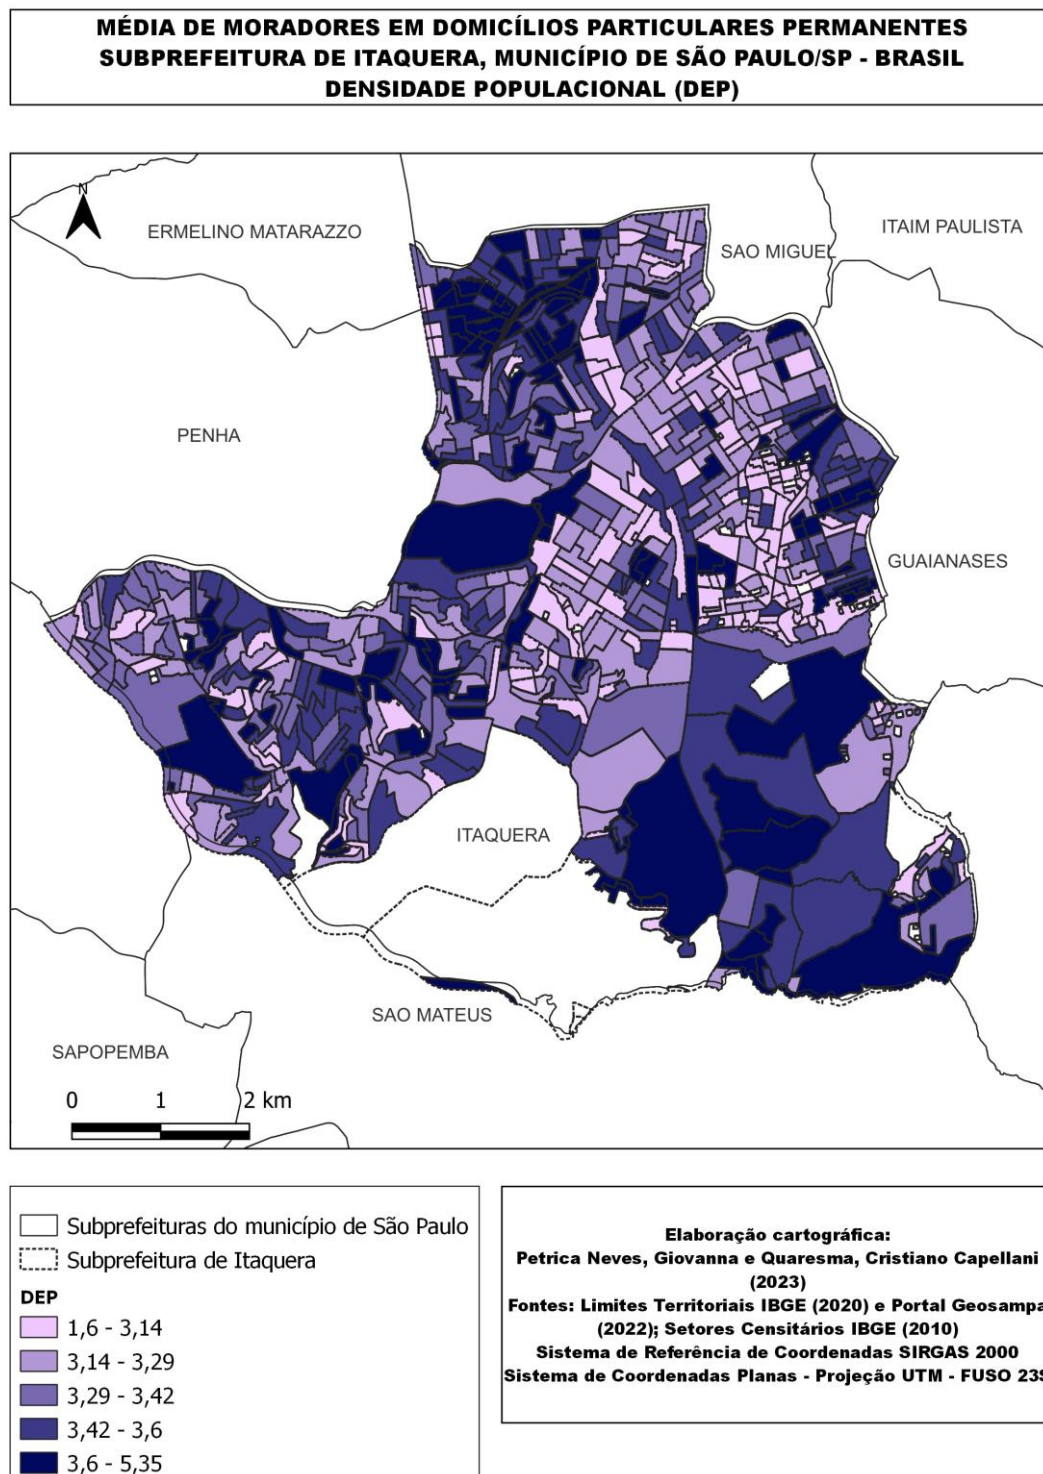 MÉDIA DE MORADORES EM DOMICÍLIOS PARTICULARES PERMANENTES
SUBPREFEITURA DE ITAQUERA, MUNICÍPIO DE SÃO PAULO/SP - BRASIL
DENSIDADE POPULACIONAL (DEP)
N
ERMELINO MATARAZZO
ITAIM PAULISTA
SAO MIGUEL
PENHA
GUAIANASES
ITAQUERA
SAO MATEUS
SAPOPEMBA
0 1 2 km
Subprefeituras do município de São Paulo
Subprefeitura de Itaquera
DEP
1,6 - 3,14
3,14 - 3,29
3,29 - 3,42
3,42 - 3,6
3,6 - 5,35
Elaboração cartográfica:
Petrica Neves, Giovanna e Quaresma, Cristiano Capellani
(2023)
Fontes: Limites Territoriais IBGE (2020) e Portal Geosampa
(2022); Setores Censitários IBGE (2010)
Sistema de Referência de Coordenadas SIRGAS 2000
Sistema de Coordenadas Planas - Projeção UTM - FUSO 23S